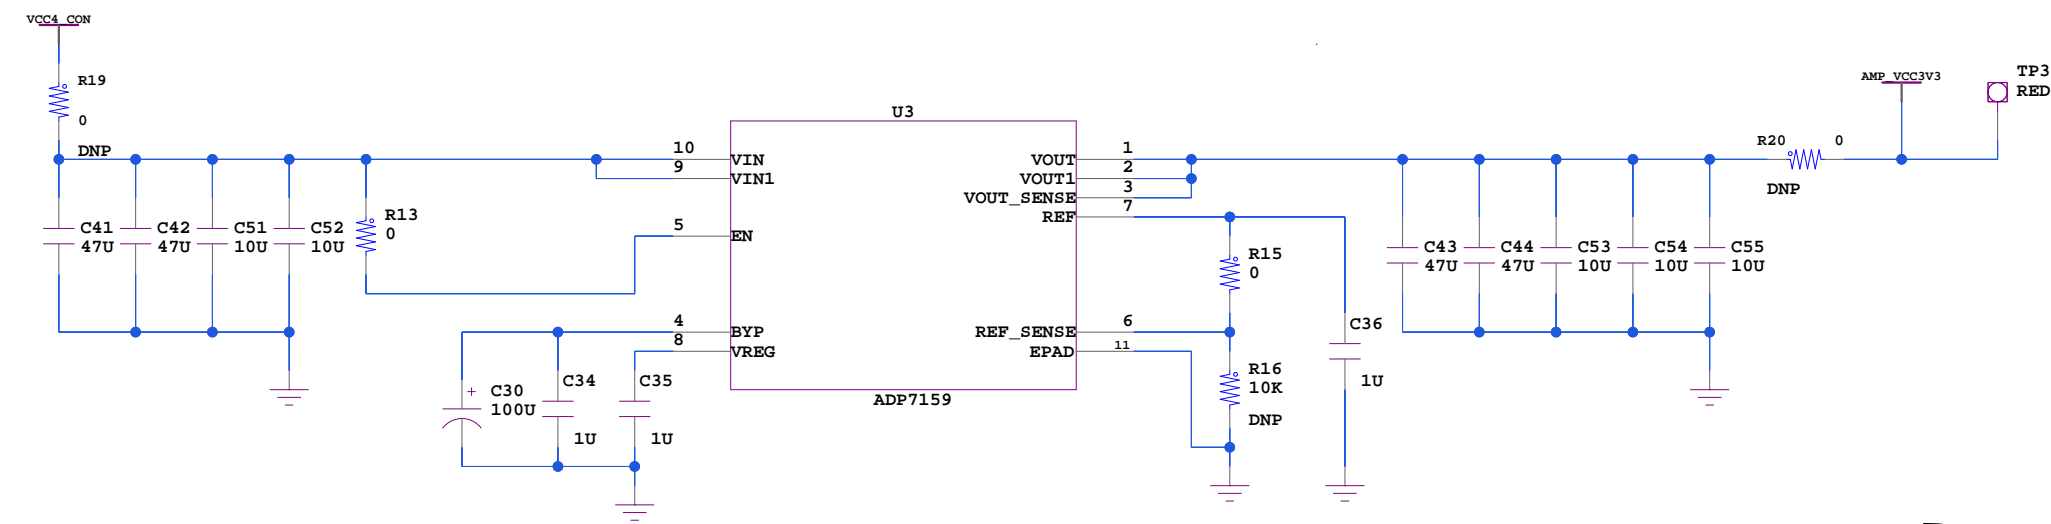 VCC4_CON
R19
0
DNP
C41
47U
C42
47U
C51
10U
C52
10U
R13
0
U3
10
VIN
9
VIN1
5
EN
4
BYP
8
VREG
VOUT
1
VOUT1
2
VOUT_SENSE
3
REF
7
REF_SENSE
6
EPAD
11
ADP7159
C30
100U
+
C34
1U
C35
1U
R15
0
R16
10K
DNP
C36
1U
C43
47U
C44
47U
C53
10U
C54
10U
C55
10U
R20
0
DNP
AMP_VCC3V3
TP3
RED